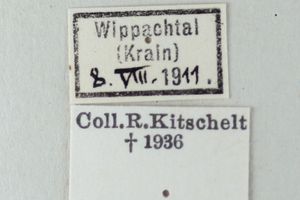 Wippachtal
(Krain)
8. VIII. 1911.
Coll. R. Kitschelt
† 1936